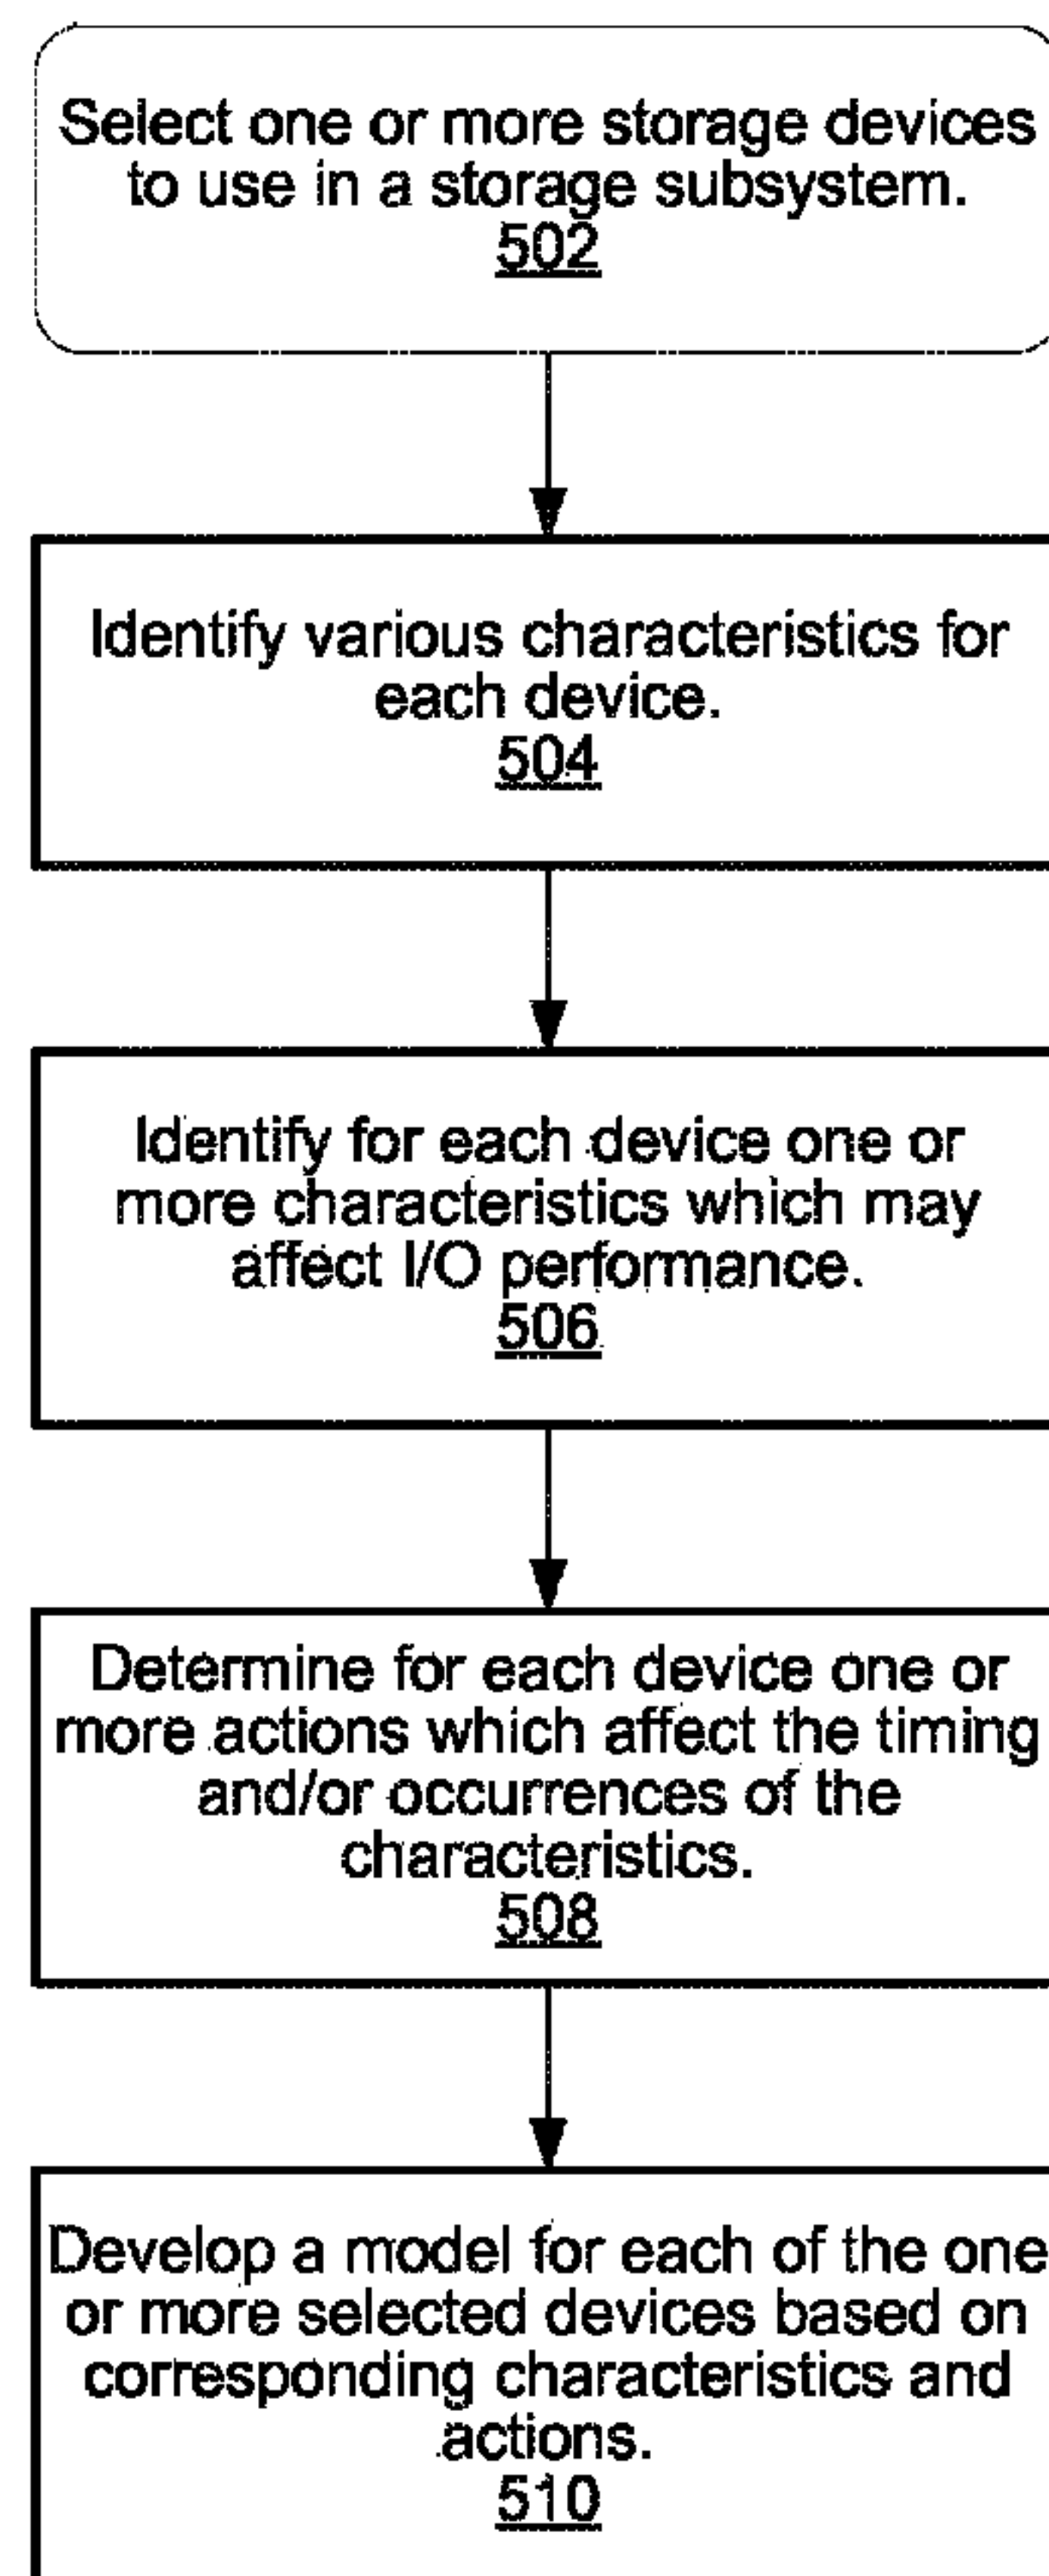 Select one or more storage devices
to use in a storage subsystem.
502
Identify various characteristics for
each device.
504
Identify for each device one or
more characteristics which may
affect I/O performance.
506
Determine for each device one or
more actions which affect the timing
and/or occurrences of the
characteristics.
508
Develop a model for each of the one
or more selected devices based on
corresponding characteristics and
actions.
510